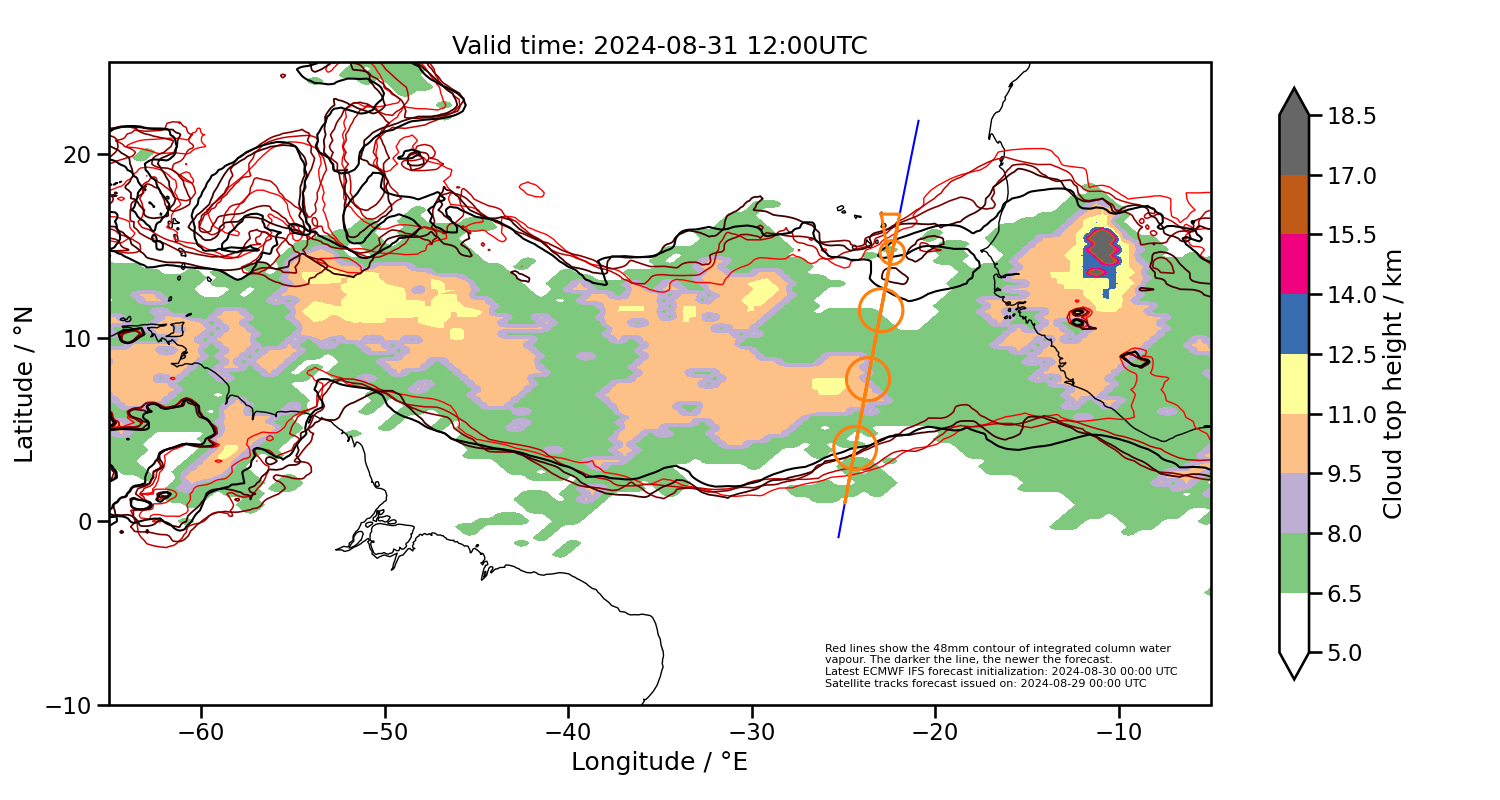 Valid time: 2024-08-31 12:00UTC
20
10
0
−10
Latitude / °N
−60
−50
−40
−30
−20
−10
Longitude / °E
Red lines show the 48mm contour of integrated column water
vapour. The darker the line, the newer the forecast.
Latest ECMWF IFS forecast initialization: 2024-08-30 00:00 UTC
Satellite tracks forecast issued on: 2024-08-29 00:00 UTC
18.5
17.0
15.5
14.0
12.5
11.0
9.5
8.0
6.5
5.0
Cloud top height / km